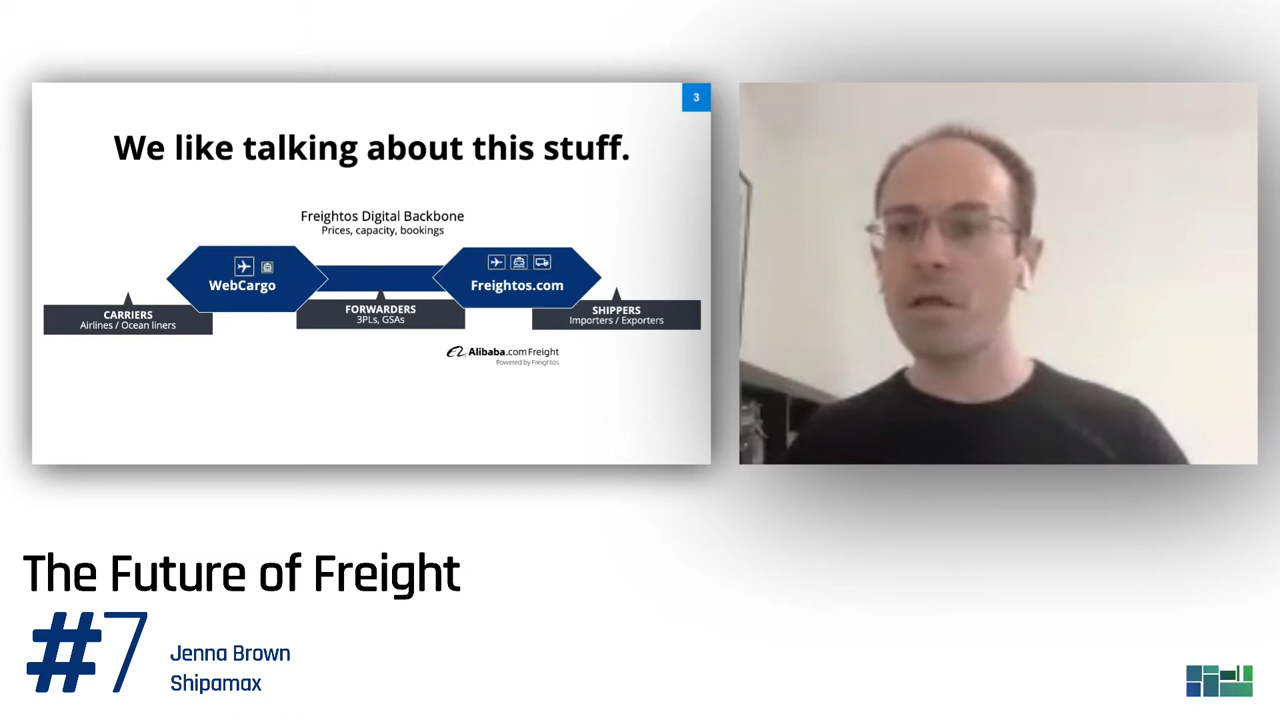 3
We like talking about this stuff.
Freightos Digital Backbone
Prices, capacity, bookings
WebCargo
Freightos.com
CARRIERS
Airlines / Ocean liners
FORWARDERS
3PLs, GSAs
SHIPPERS
Importers / Exporters
Alibaba.com Freight
Powered by Freightos
The Future of Freight
#7
Jenna Brown
Shipamax